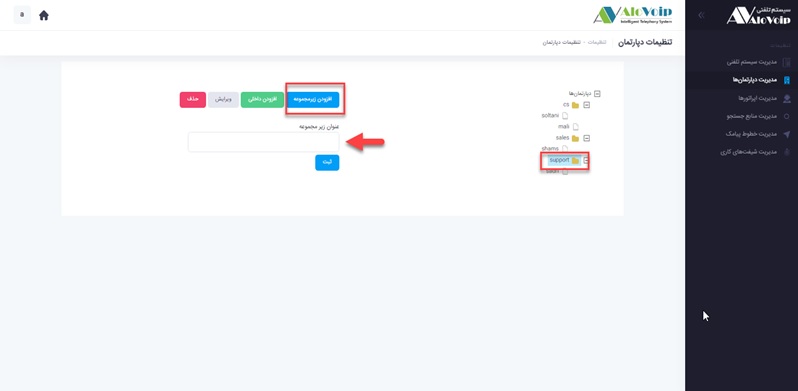 سیستم تلفنی
AloVoip
AloVoip
Intelligent Telephony System
a
تنظیمات دپارتمان
تنظیمات - تنظیمات دپارتمان
تنظیمات
مدیریت سیستم تلفنی
مدیریت دپارتمان‌ها
مدیریت اپراتورها
مدیریت منابع جستجو
مدیریت خطوط پیامک
مدیریت شیفت‌های کاری
دپارتمان‌ها
cs
soltani
mali
sales
shams
support
افزودن زیرمجموعه
افزودن داخلی
ویرایش
حذف
عنوان زیر مجموعه
ثبت